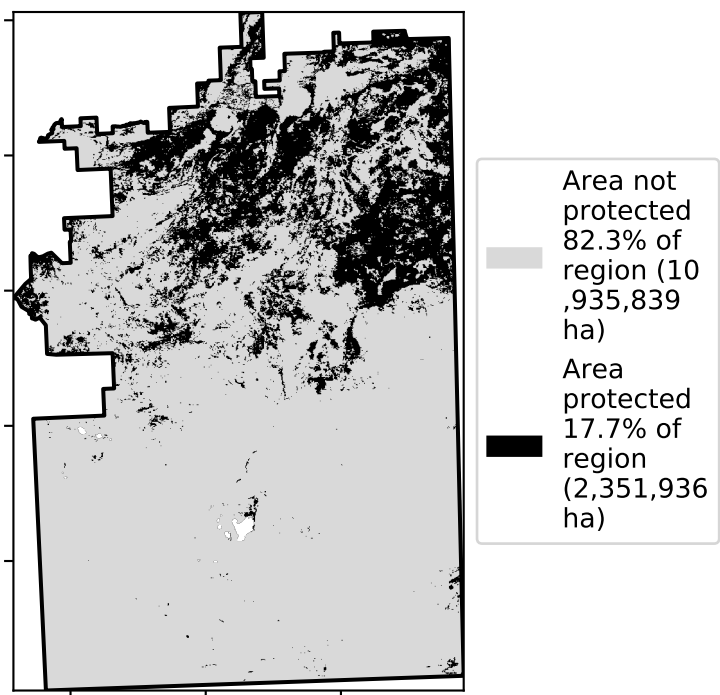 Area not
protected
82.3% of
region (10
,935,839
ha)
Area
protected
17.7% of
region
(2,351,936
ha)